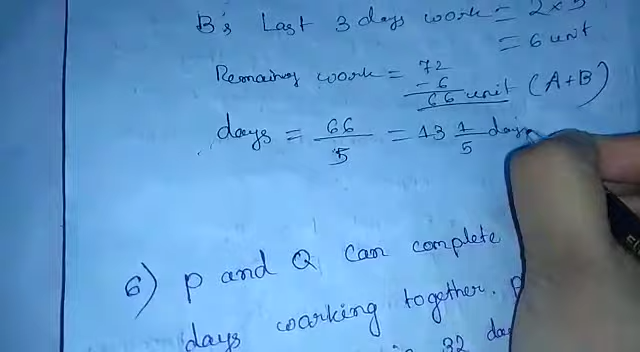 B's Last 3 days work = 2 x 3
= 6 unit
Remaining work = 72
- 6
66 unit (A+B)
days = 66/5 = 13 1/5 days
6) P and Q can complete
days working together. P
32 day